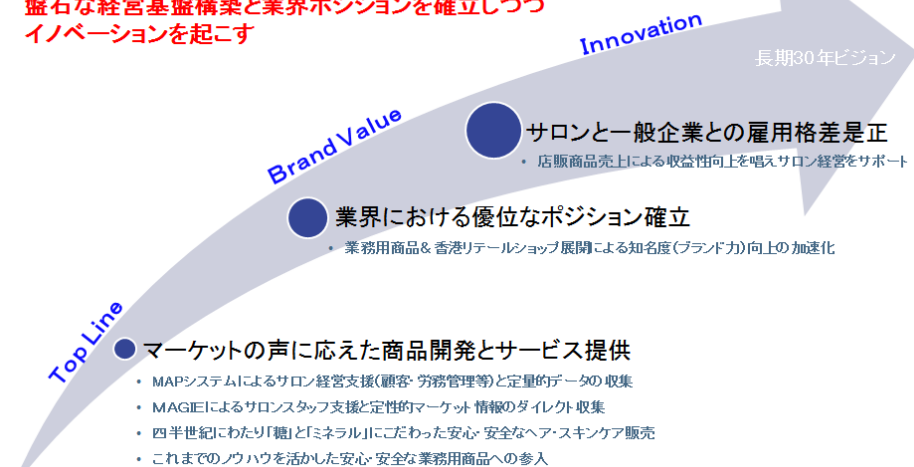 盤石な経営基盤構築と業界ポジションを確立しつつ
イノベーションを起こす
Innovation
長期30年ビジョン
Brand Value
サロンと一般企業との雇用格差是正
• 店販商品売上による収益性向上を唱えサロン経営をサポート
業界における優位なポジション確立
• 業務用商品&香港リテールショップ展開による知名度(ブランド力)向上の加速化
Top Line
マーケットの声に応えた商品開発とサービス提供
• MAPシステムによるサロン経営支援(顧客・労務管理等)と定量的データの収集
• MAGIEによるサロンスタッフ支援と定性的マーケット情報のダイレクト収集
• 四半世紀にわたり「糖」と「ミネラル」にこだわった安心・安全なヘア・スキンケア販売
• これまでのノウハウを活かした安心・安全な業務用商品への参入